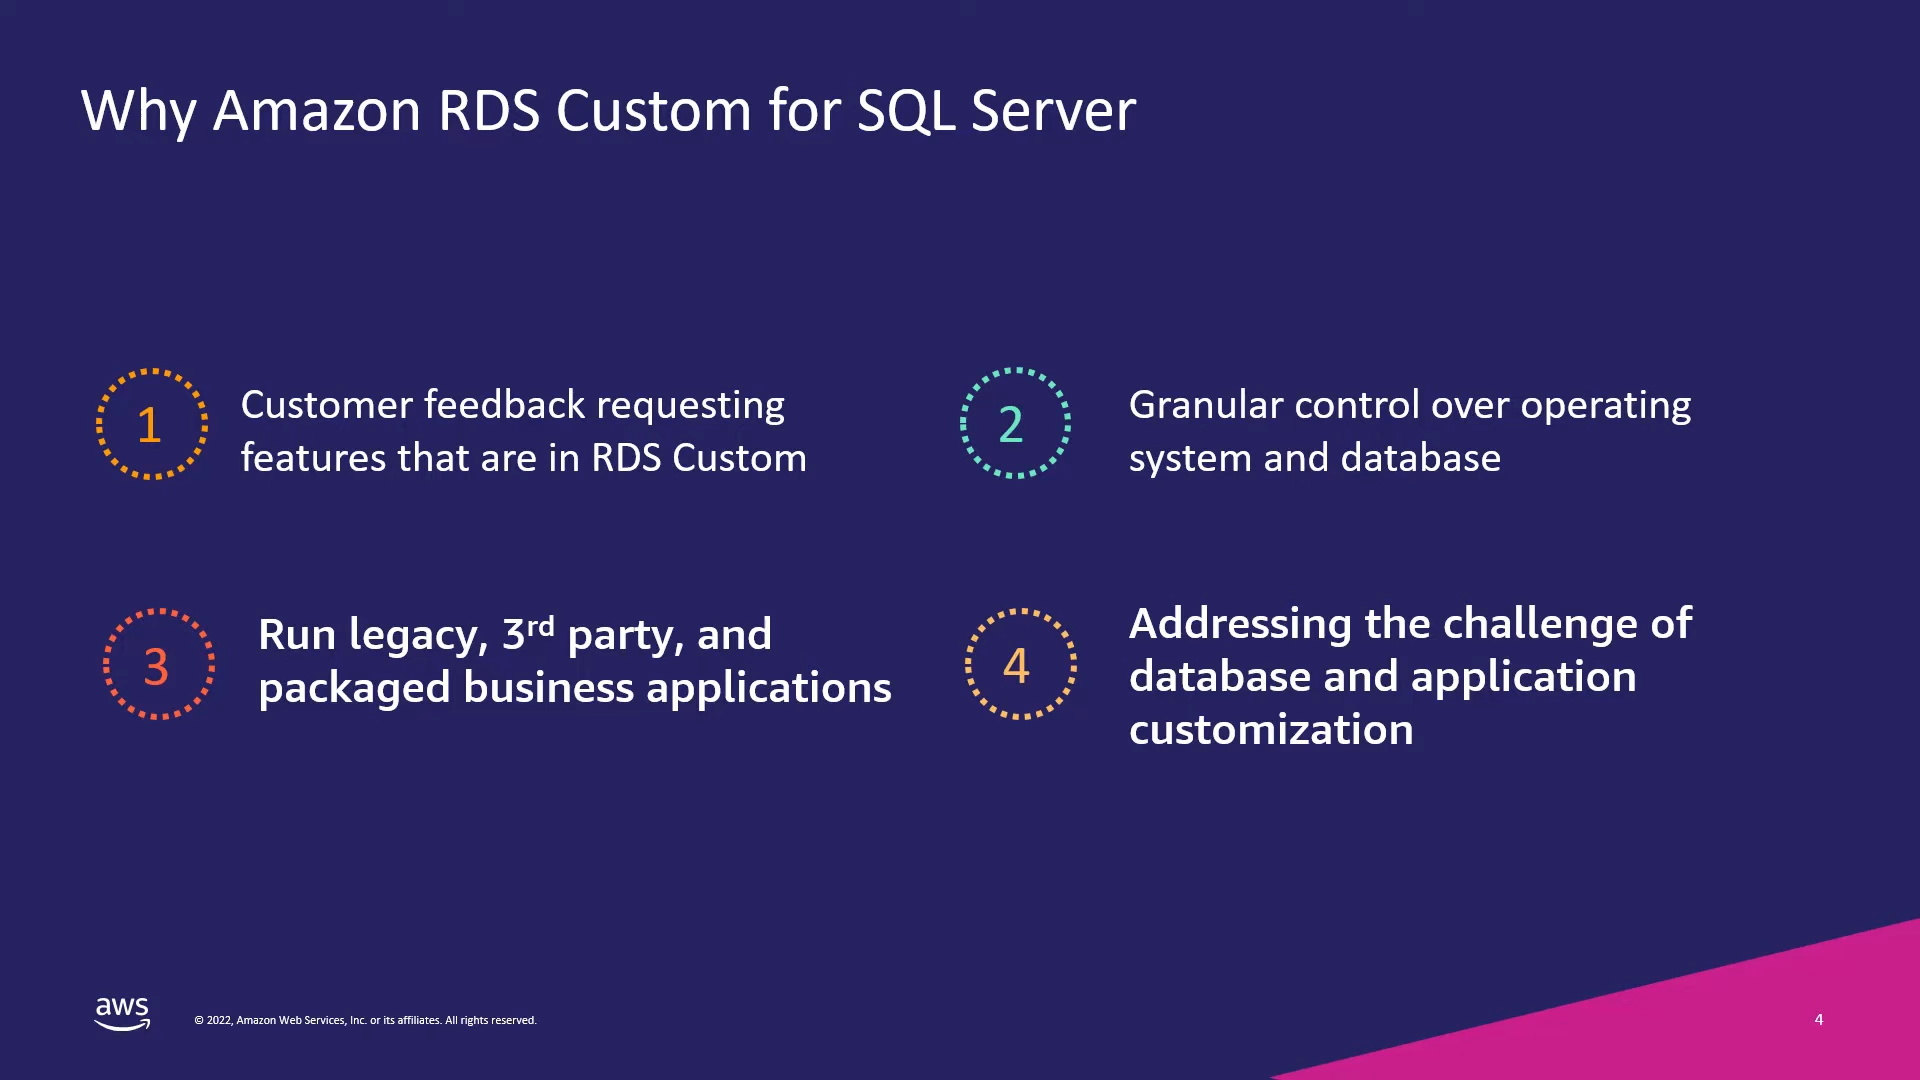 Why Amazon RDS Custom for SQL Server
1
Customer feedback requesting
features that are in RDS Custom
2
Granular control over operating
system and database
3
Run legacy, 3rd party, and
packaged business applications
4
Addressing the challenge of
database and application
customization
aws
© 2022, Amazon Web Services, Inc. or its affiliates. All rights reserved.
4